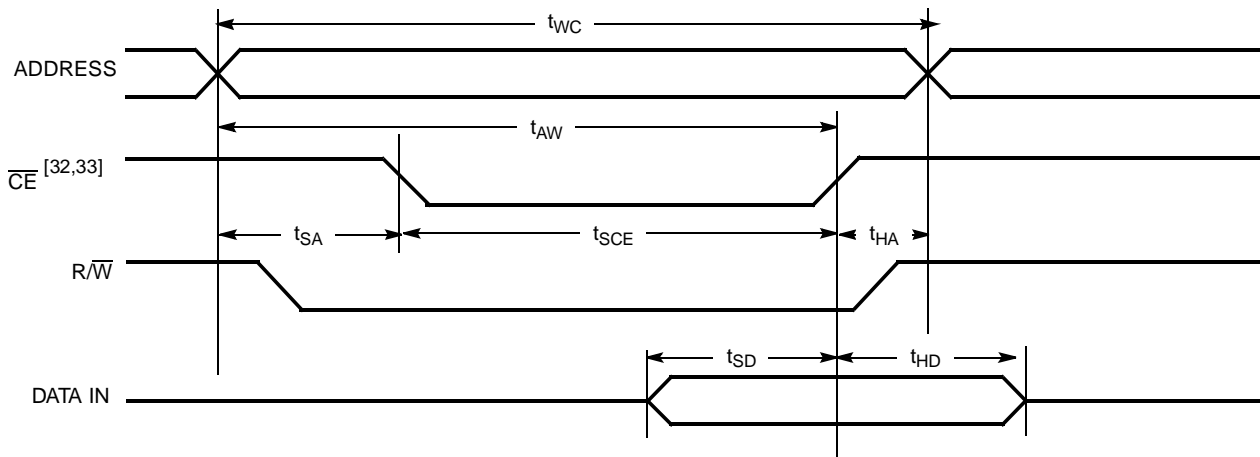 tWC
ADDRESS
tAW
CE [32,33]
tSA
tSCE
tHA
R/W
tSD
tHD
DATA IN